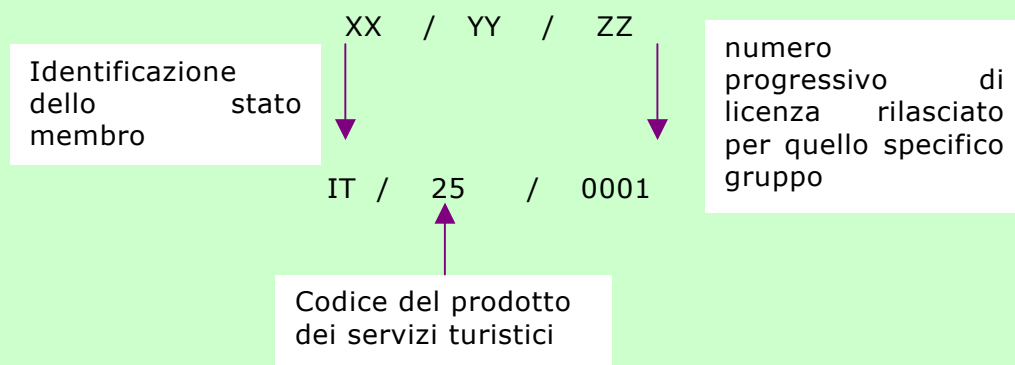 XX / YY / ZZ
Identificazione
dello stato
membro
numero
progressivo di
licenza rilasciato
per quello specifico
gruppo
IT / 25 / 0001
Codice del prodotto
dei servizi turistici